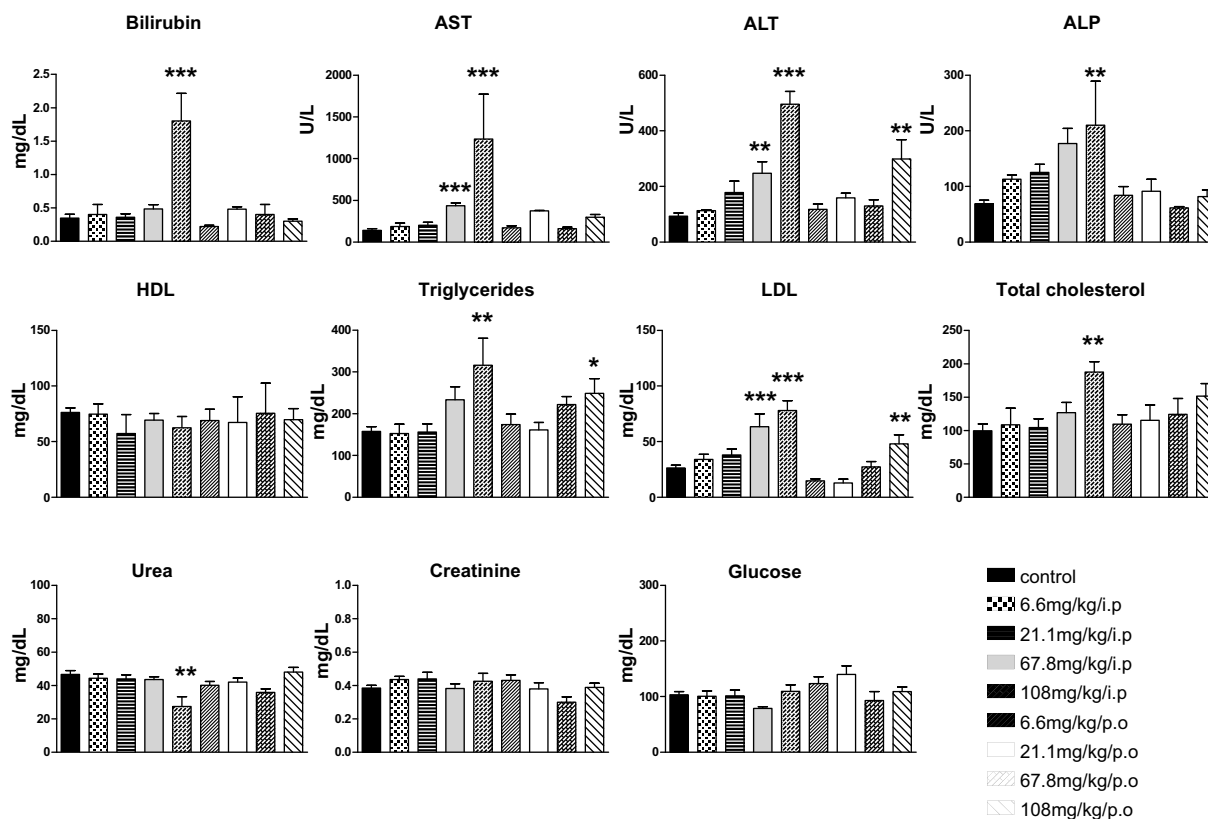 Bilirubin
AST
ALT
ALP
mg/dL
2.5
2.0
1.5
1.0
0.5
0.0
***
U/L
2000
1500
1000
500
0
***
***
U/L
600
400
200
0
**
***
**
U/L
300
200
100
0
**
HDL
Triglycerides
LDL
Total cholesterol
mg/dL
150
100
50
0
mg/dL
400
300
200
100
0
**
*
mg/dL
150
100
50
0
***
***
**
mg/dL
250
200
150
100
50
0
**
Urea
Creatinine
Glucose
mg/dL
100
80
60
40
20
0
**
mg/dL
1.0
0.8
0.6
0.4
0.2
0.0
mg/dL
300
200
100
0
control
6.6mg/kg/i.p
21.1mg/kg/i.p
67.8mg/kg/i.p
108mg/kg/i.p
6.6mg/kg/p.o
21.1mg/kg/p.o
67.8mg/kg/p.o
108mg/kg/p.o